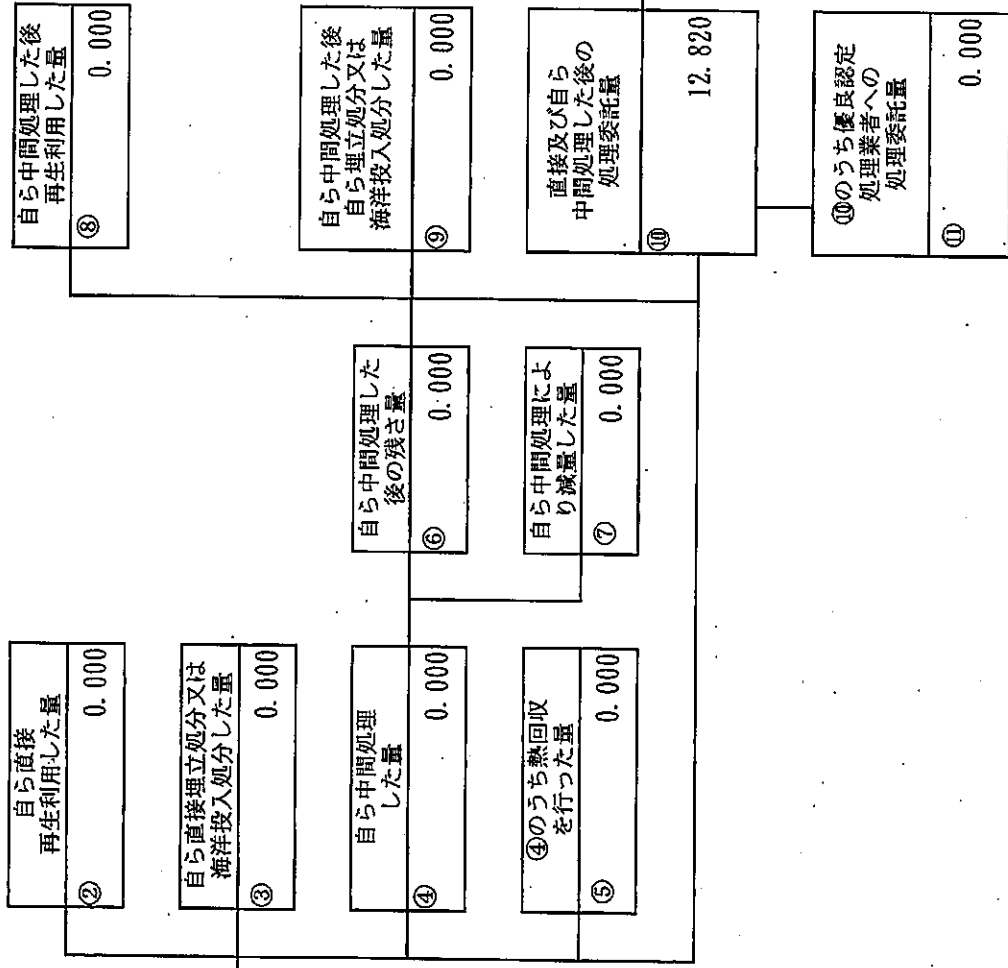 自ら直接
再生利用した量
② 0.000
自ら直接埋立処分又は
海洋投入処分した量
③ 0.000
自ら中間処理
した量
④ 0.000
④のうち熱回収
を行った量
⑤ 0.000
自ら中間処理した
後の残さ量
⑥ 0.000
自ら中間処理によ
り減量した量
⑦ 0.000
自ら中間処理した後
再生利用した量
⑧ 0.000
自ら中間処理した後
自ら埋立処分又は
海洋投入処分した量
⑨ 0.000
直接及び自ら
中間処理した後の
処理委託量
⑩ 12.820
⑩のうち優良認定
処理業者への
処理委託量
⑪ 0.000